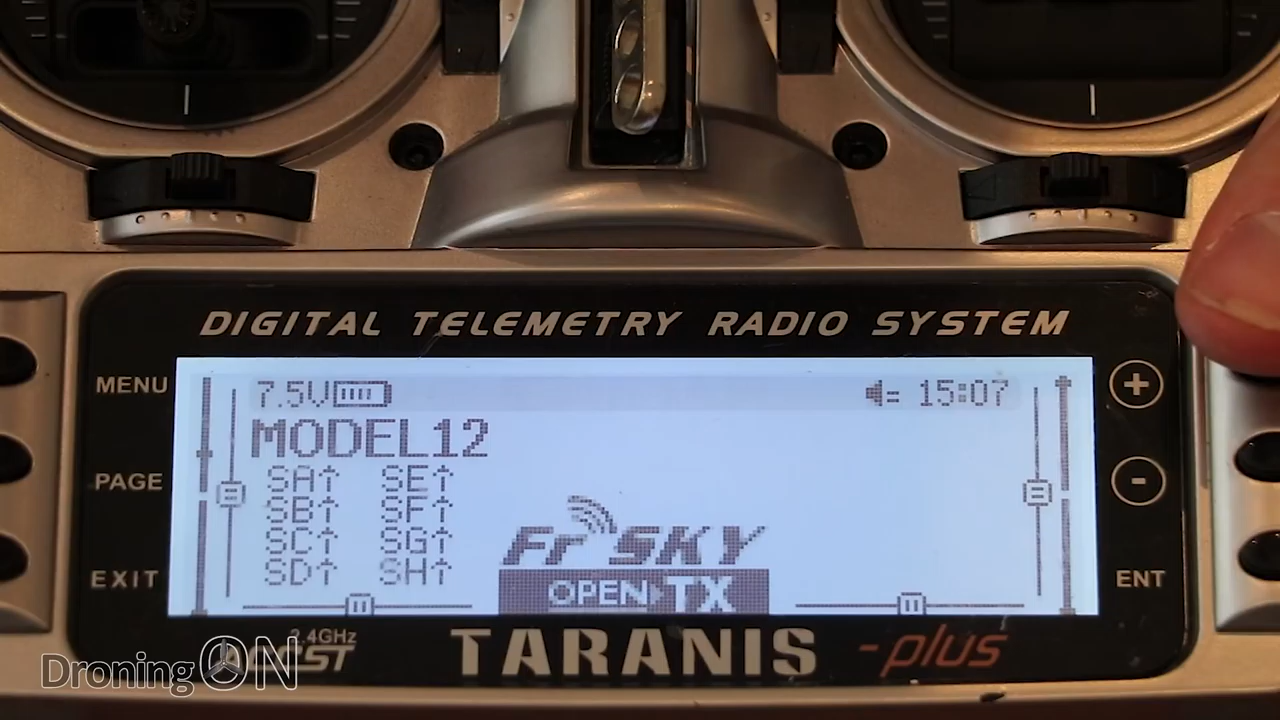 DIGITAL TELEMETRY RADIO SYSTEM
MENU
PAGE
EXIT
7.5V
15:07
MODEL12
SA↑ SE↑
SB↑ SF↑
SC↑ SG↑
SD↑ SH↑
FrSKY
OPEN TX
+
-
ENT
2.4GHz
TARANIS -plus
DroningON